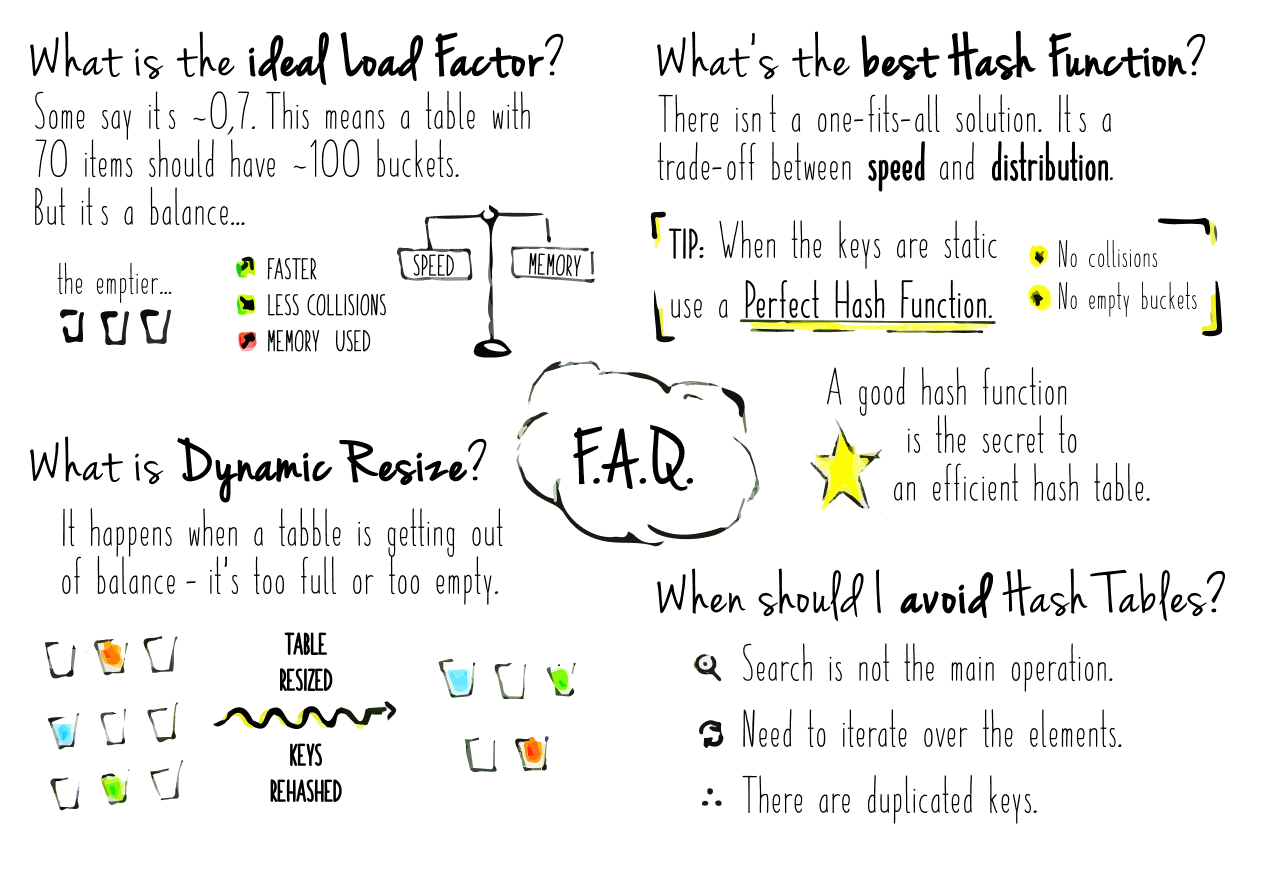 What is the ideal Load Factor?
Some say its ~0,7. This means a table with
70 items should have ~100 buckets.
But its a balance...
the emptier...
FASTER
LESS COLLISIONS
MEMORY USED
SPEED
MEMORY
What's the best Hash Function?
There isnt a one-fits-all solution. Its a
trade-off between speed and distribution.
TIP: When the keys are static
use a Perfect Hash Function.
No collisions
No empty buckets
A good hash function
is the secret to
an efficient hash table.
F.A.Q.
What is Dynamic Resize?
It happens when a tabble is getting out
of balance - it's too full or too empty.
TABLE
RESIZED
KEYS
REHASHED
When should I avoid Hash Tables?
Search is not the main operation.
Need to iterate over the elements.
There are duplicated keys.